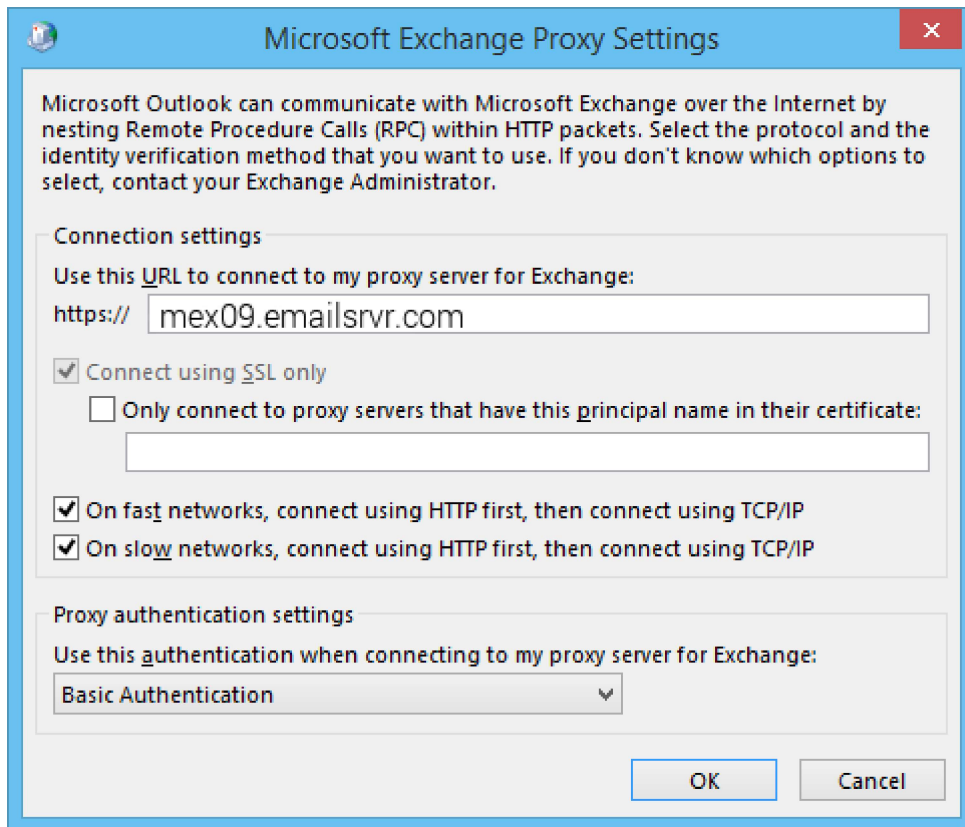 Microsoft Exchange Proxy Settings
Microsoft Outlook can communicate with Microsoft Exchange over the Internet by
nesting Remote Procedure Calls (RPC) within HTTP packets. Select the protocol and the
identity verification method that you want to use. If you don't know which options to
select, contact your Exchange Administrator.
Connection settings
Use this URL to connect to my proxy server for Exchange:
https:// mex09.emailsrvr.com
Connect using SSL only
Only connect to proxy servers that have this principal name in their certificate:
On fast networks, connect using HTTP first, then connect using TCP/IP
On slow networks, connect using HTTP first, then connect using TCP/IP
Proxy authentication settings
Use this authentication when connecting to my proxy server for Exchange:
Basic Authentication
OK Cancel